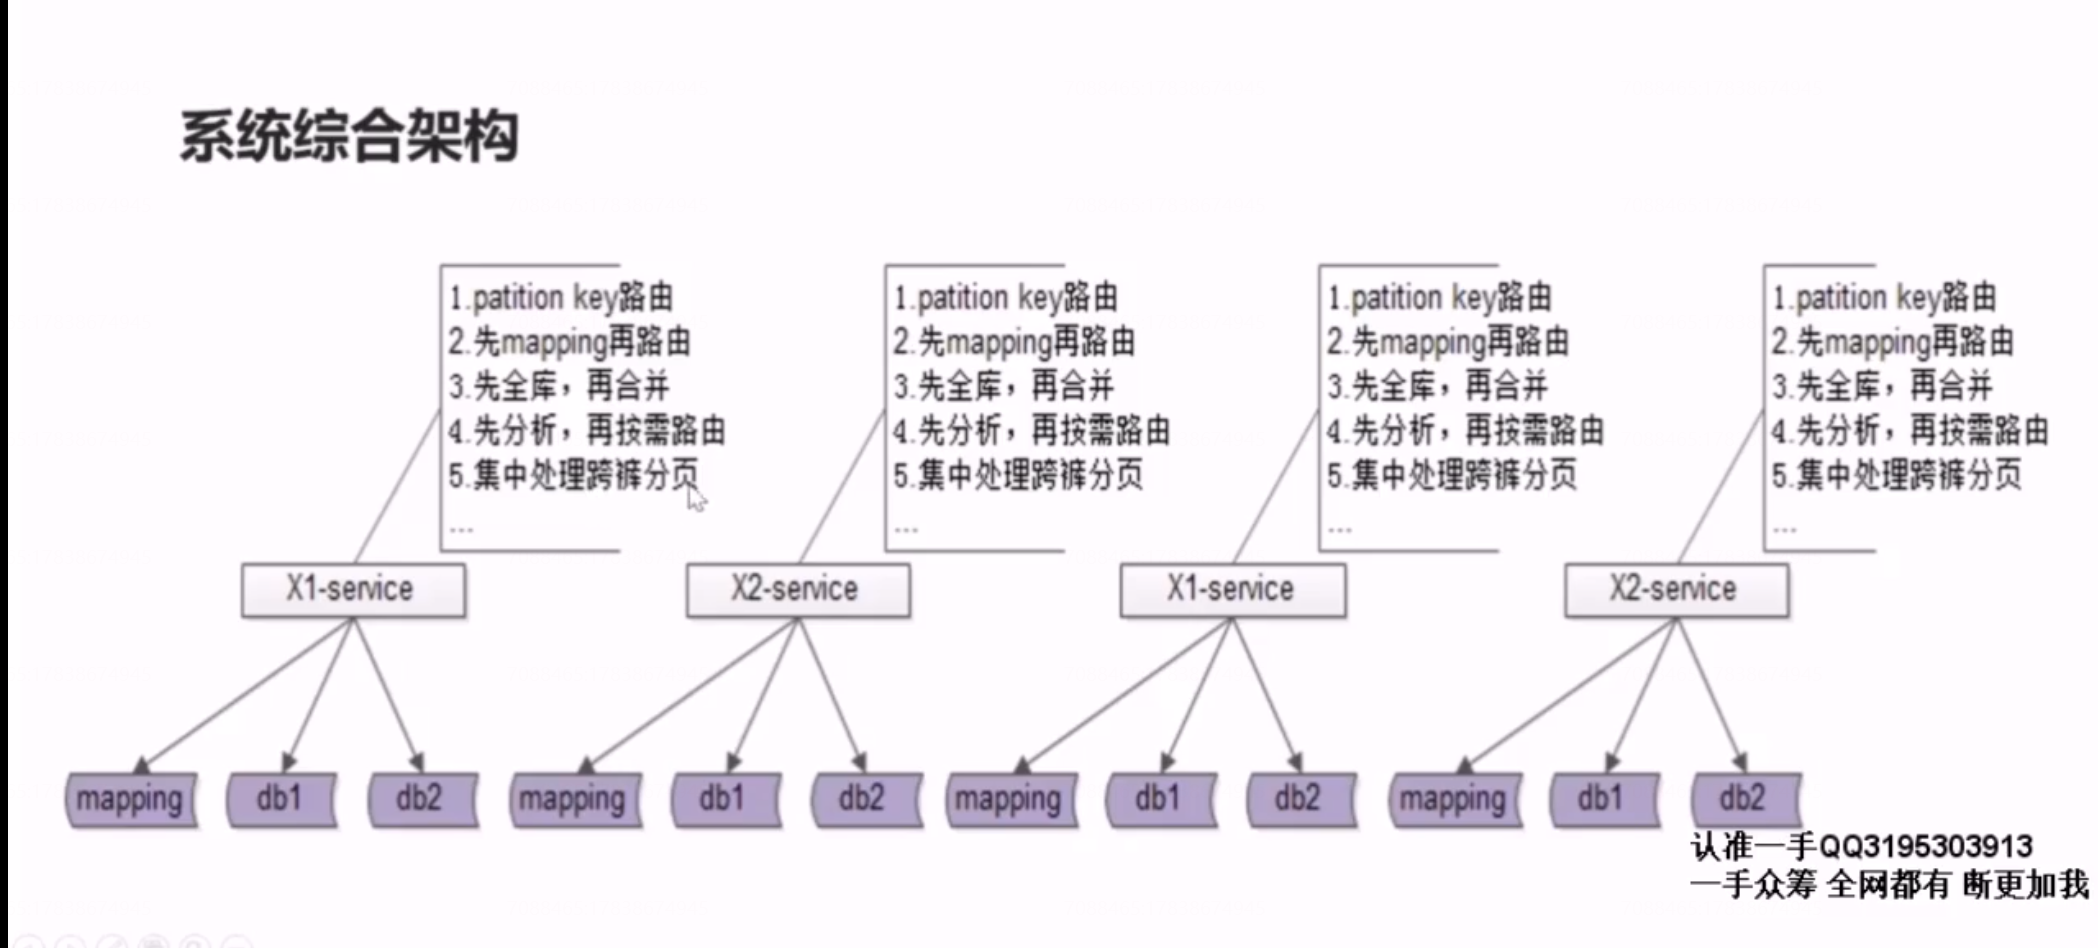 系统综合架构
1.patition key路由
2.先mapping再路由
3.先全库，再合并
4.先分析，再按需路由
5.集中处理跨裤分页
...
1.patition key路由
2.先mapping再路由
3.先全库，再合并
4.先分析，再按需路由
5.集中处理跨裤分页
...
1.patition key路由
2.先mapping再路由
3.先全库，再合并
4.先分析，再按需路由
5.集中处理跨裤分页
...
1.patition key路由
2.先mapping再路由
3.先全库，再合并
4.先分析，再按需路由
5.集中处理跨裤分页
...
X1-service
X2-service
X1-service
X2-service
mapping
db1
db2
mapping
db1
db2
mapping
db1
db2
mapping
db1
db2
认准一手QQ3195303913
一手众筹 全网都有 断更加我